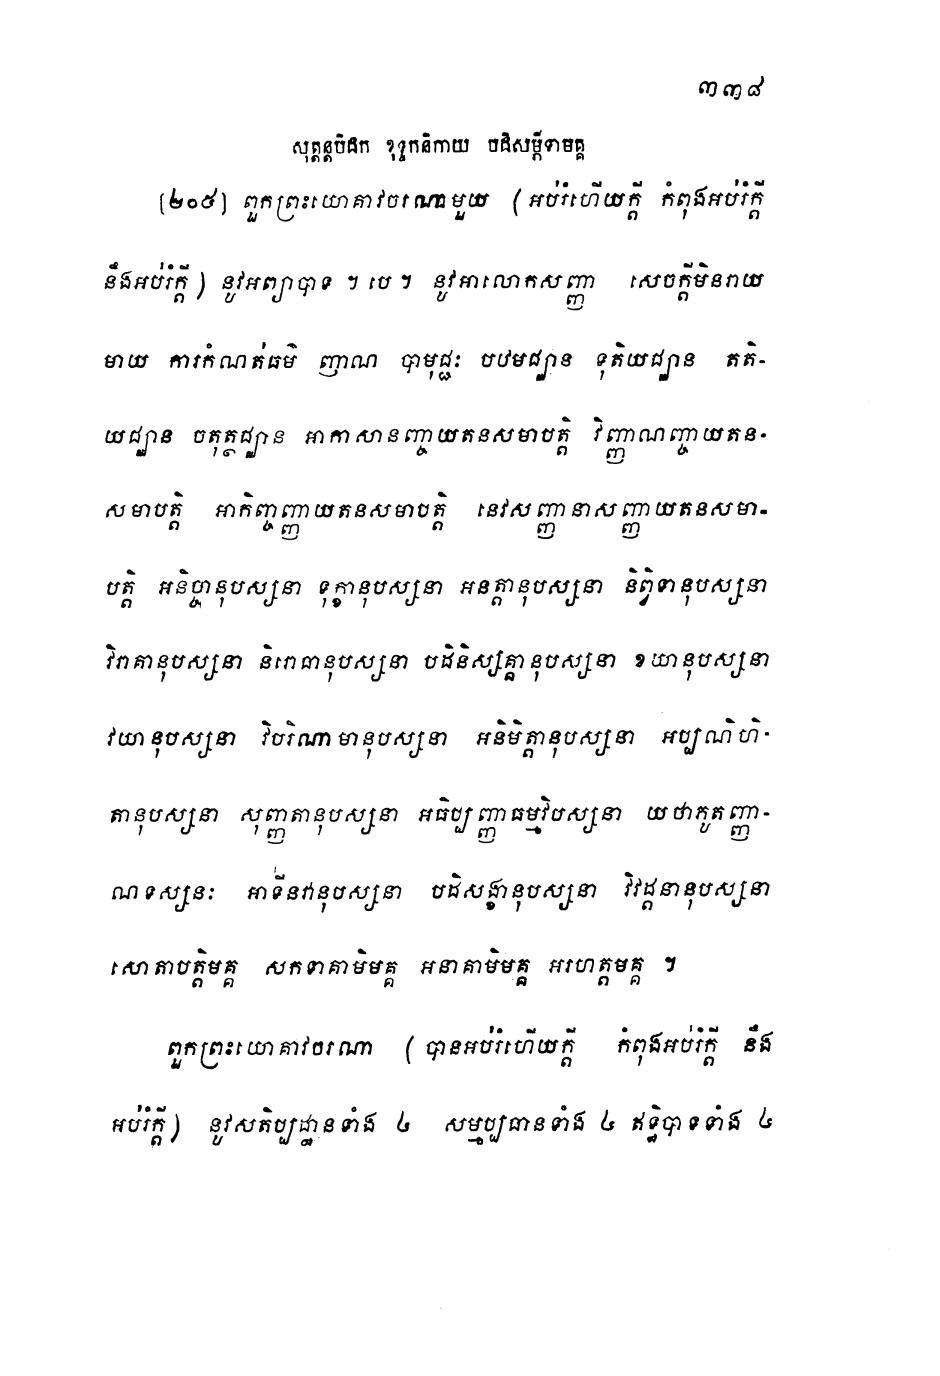 ៣៣៨
សុត្តន្តបិដក ខុទ្ទកនិកាយ បដិសម្ភិទាមគ្គ
[២០៥] ពួកព្រះយោគាវចរណាមួយ (អប់រំហើយក្តី កំពុងអប់រំក្តី
នឹងអប់រំក្តី) នូវអព្យាបាទ ។ បេ ។ នូវអាលោកសញ្ញា សេចក្តីមិនរាយ
មាយ ការកំណត់ធម៌ ញាណ បាមុជ្ជៈ បឋមជ្ឈាន ទុតិយជ្ឈាន តតិ-
យជ្ឈាន ចតុត្ថជ្ឈាន អាកាសានញ្ចាយតនសមាបត្តិ វិញ្ញាណញ្ចាយតន-
សមាបត្តិ អាកិញ្ចញ្ញាយតនសមាបត្តិ នេវសញ្ញានាសញ្ញាយតនសមា-
បត្តិ អនិច្ចានុបស្សនា ទុក្ខានុបស្សនា អនត្តានុបស្សនា និព្វិទានុបស្សនា
វិរាគានុបស្សនា និរោធានុបស្សនា បដិនិស្សគ្គានុបស្សនា ខយានុបស្សនា
វយានុបស្សនា វិបរិណាមានុបស្សនា អនិមិត្តានុបស្សនា អប្បណិហិ-
តានុបស្សនា សុញ្ញតានុបស្សនា អធិប្បញ្ញាធម្មវិបស្សនា យថាភូតញ្ញា-
ណទស្សនៈ អាទីនវានុបស្សនា បដិសង្ខានុបស្សនា វិវដ្តនានុបស្សនា
សោតាបត្តិមគ្គ សកទាគាមិមគ្គ អនាគាមិមគ្គ អរហត្តមគ្គ ។
ពួកព្រះយោគាវចរណា (បានអប់រំហើយក្តី កំពុងអប់រំក្តី នឹង
អប់រំក្តី) នូវសតិប្បដ្ឋានទាំង ៤ សម្មប្បធានទាំង ៤ ឥទ្ធិបាទទាំង ៤